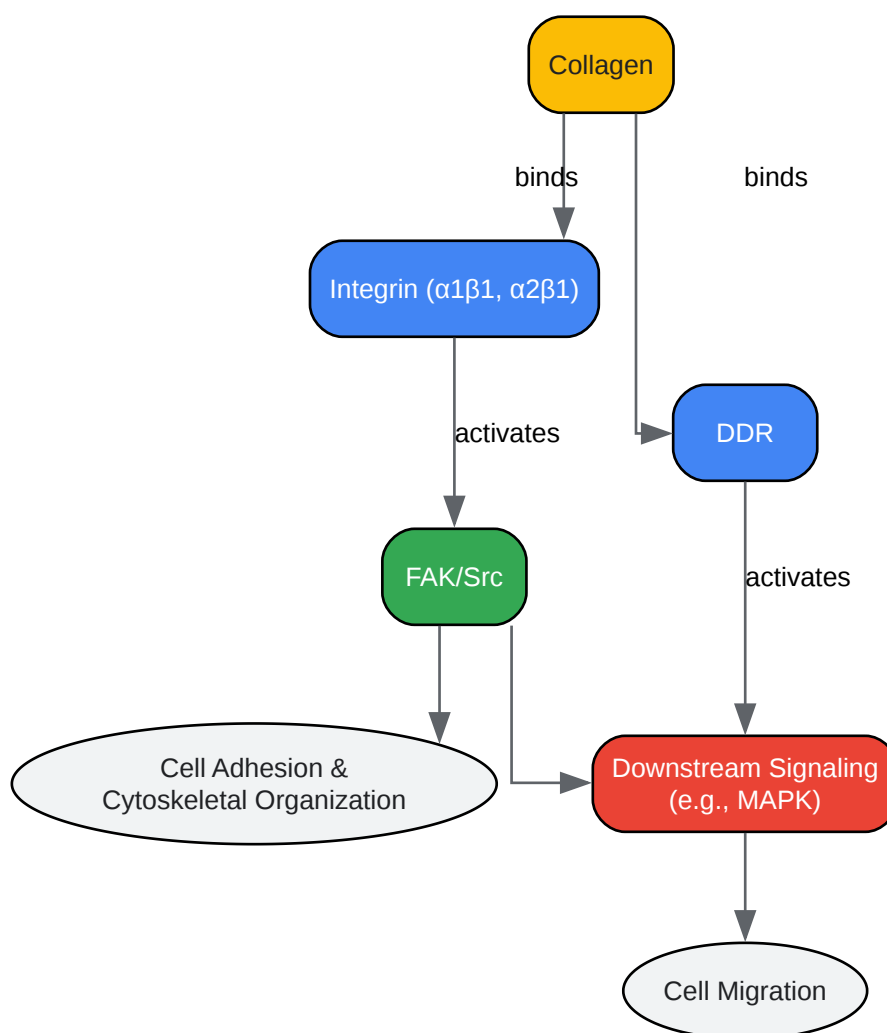 Collagen
binds
binds
Integrin (α1β1, α2β1)
activates
DDR
FAK/Src
activates
Cell Adhesion &
Cytoskeletal Organization
Downstream Signaling
(e.g., MAPK)
Cell Migration